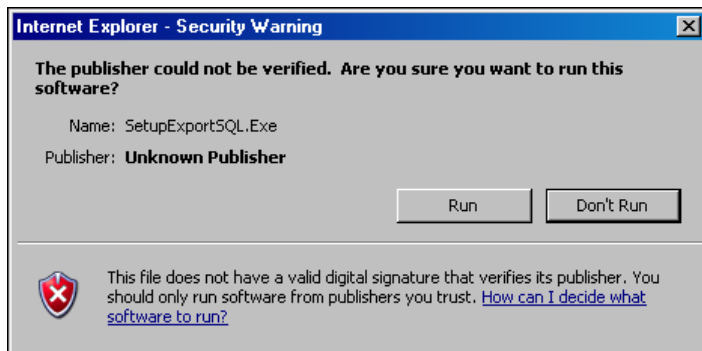 Internet Explorer - Security Warning
The publisher could not be verified. Are you sure you want to run this
software?
Name: SetupExportSQL.Exe
Publisher: Unknown Publisher
Run Don't Run
This file does not have a valid digital signature that verifies its publisher. You
should only run software from publishers you trust. How can I decide what
software to run?